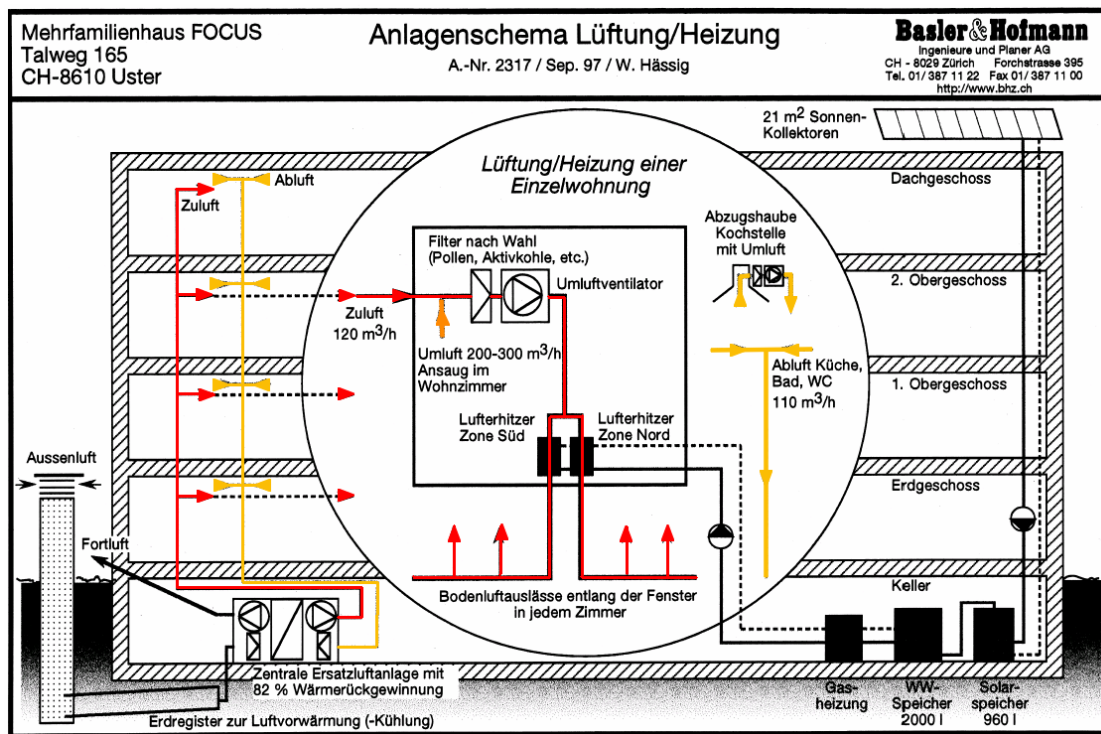 Mehrfamilienhaus FOCUS
Talweg 165
CH-8610 Uster
Anlagenschema Lüftung/Heizung
A.-Nr. 2317 / Sep. 97 / W. Hässig
Basler & Hofmann
Ingenieure und Planer AG
CH - 8029 Zürich Forchstrasse 395
Tel. 01/ 387 11 22 Fax 01/ 387 11 00
http://www.bhz.ch
21 m² Sonnen-
Kollektoren
Lüftung/Heizung einer
Einzelwohnung
Abluft
Zuluft
Dachgeschoss
Abzugshaube
Kochstelle
mit Umluft
Filter nach Wahl
(Pollen, Aktivkohle, etc.)
Umluftventilator
2. Obergeschoss
Zuluft
120 m³/h
Umluft 200-300 m³/h
Ansaug im
Wohnzimmer
Abluft Küche,
Bad, WC
110 m³/h
1. Obergeschoss
Lufterhitzer
Zone Süd
Lufterhitzer
Zone Nord
Aussenluft
Erdgeschoss
Fortluft
Keller
Bodenluftauslässe entlang der Fenster
in jedem Zimmer
Zentrale Ersatzluftanlage mit
82 % Wärmerückgewinnung
Erdregister zur Luftvorwärmung (-Kühlung)
Gas-
heizung
WW-
Speicher
2000 l
Solar-
speicher
960 l